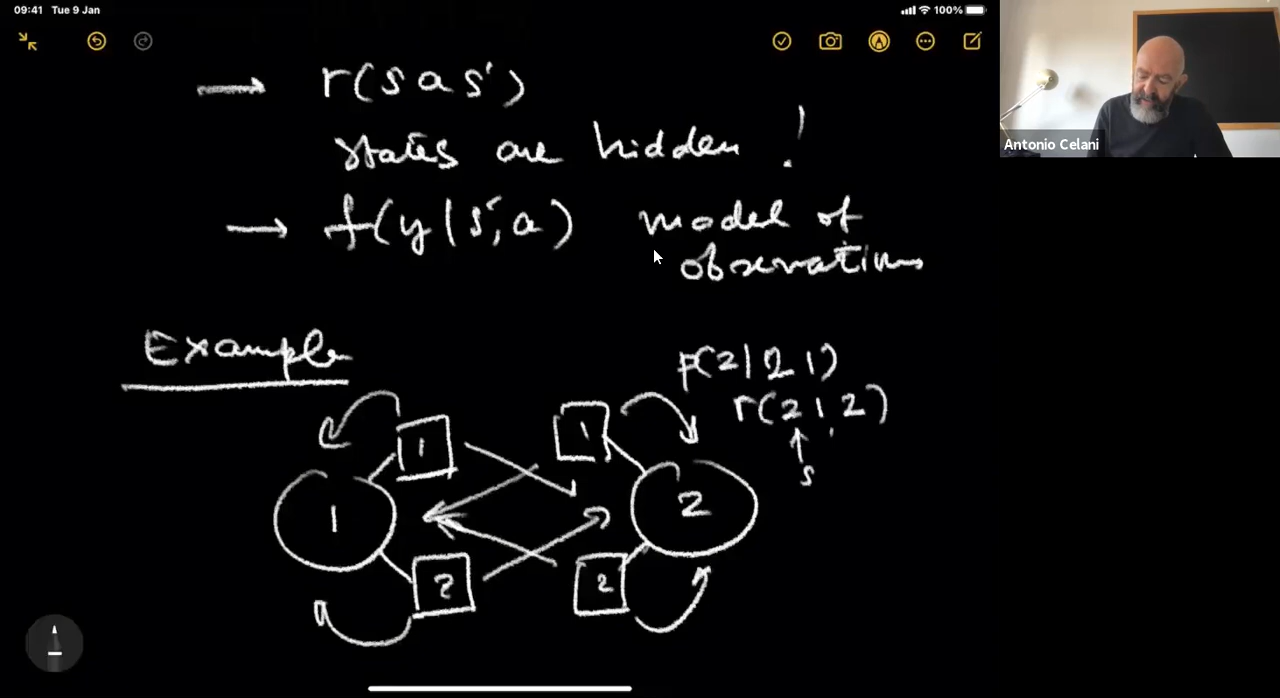 09:41 Tue 9 Jan
100%
Antonio Celani
→ r(s a s')
states are hidden !
→ f(y|s', a) model of
observations
Example
p(2|2 1)
r(2 1 2)
↑
s
1
1
1
2
2
2